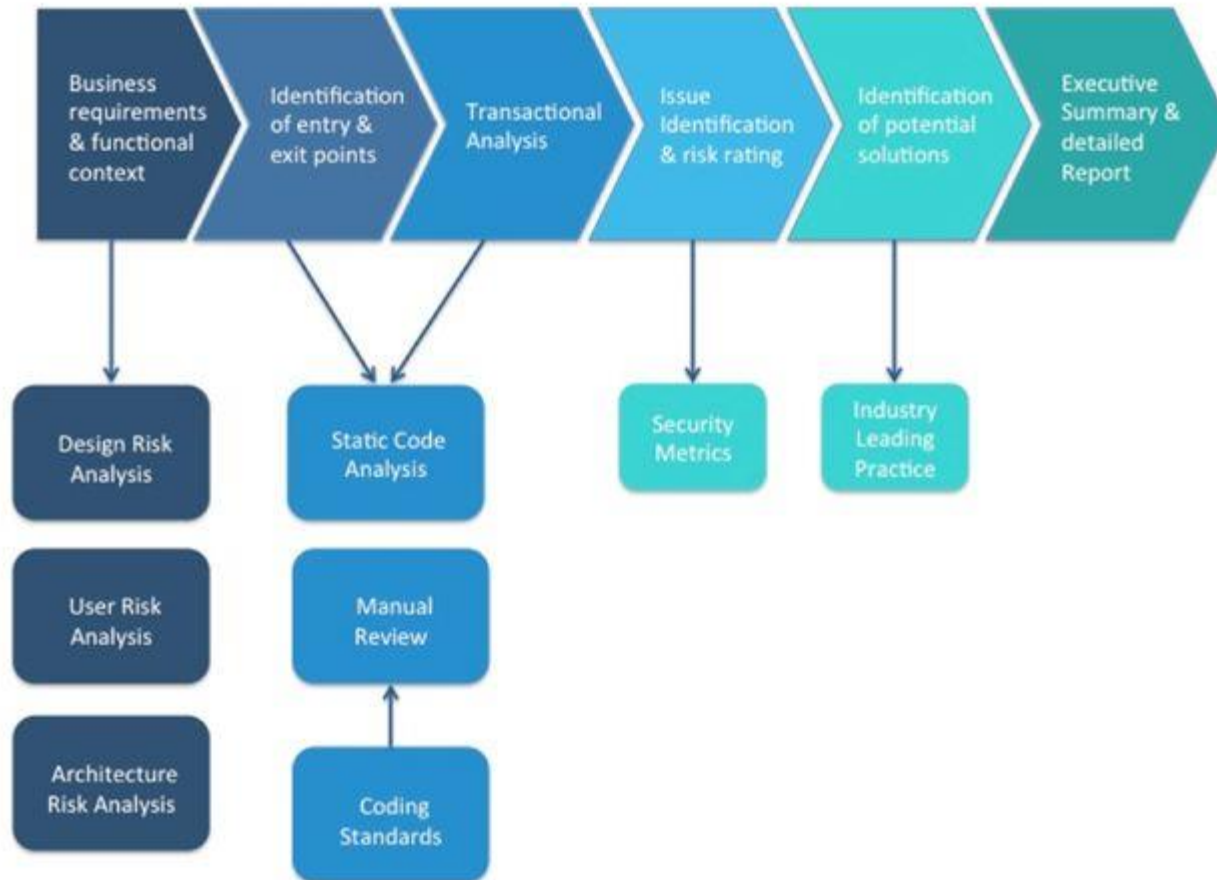 Business
requirements
& functional
context
Identification
of entry &
exit points
Transactional
Analysis
Issue
Identification
& risk rating
Identification
of potential
solutions
Executive
Summary &
detailed
Report
Design Risk
Analysis
Static Code
Analysis
Security
Metrics
Industry
Leading
Practice
User Risk
Analysis
Manual
Review
Architecture
Risk Analysis
Coding
Standards